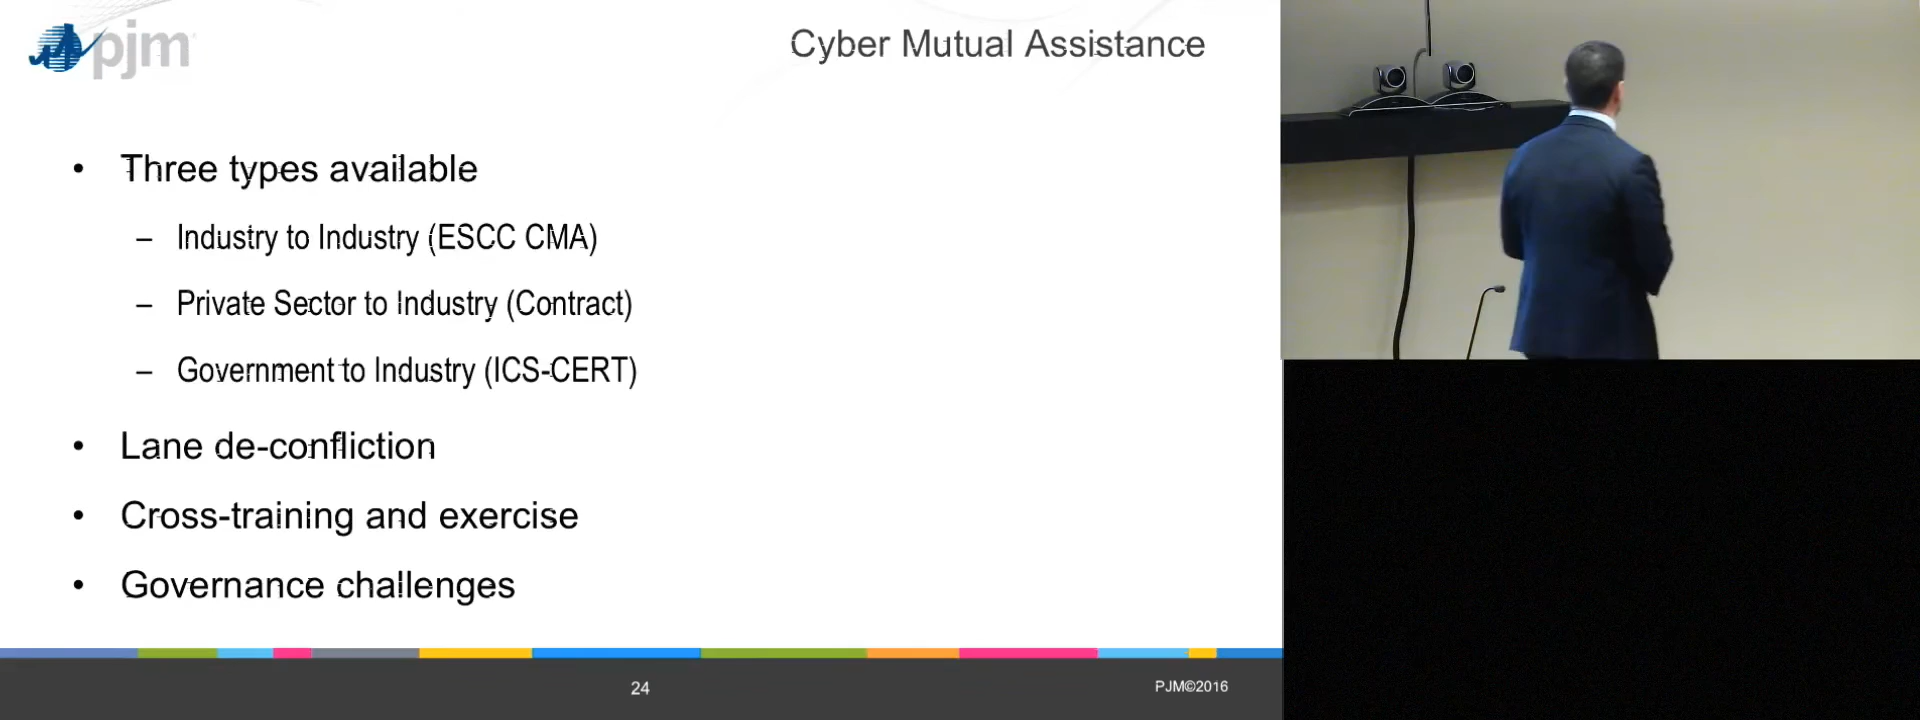 pjm
Cyber Mutual Assistance
• Three types available
– Industry to Industry (ESCC CMA)
– Private Sector to Industry (Contract)
– Government to Industry (ICS-CERT)
• Lane de-confliction
• Cross-training and exercise
• Governance challenges
24
PJM©2016